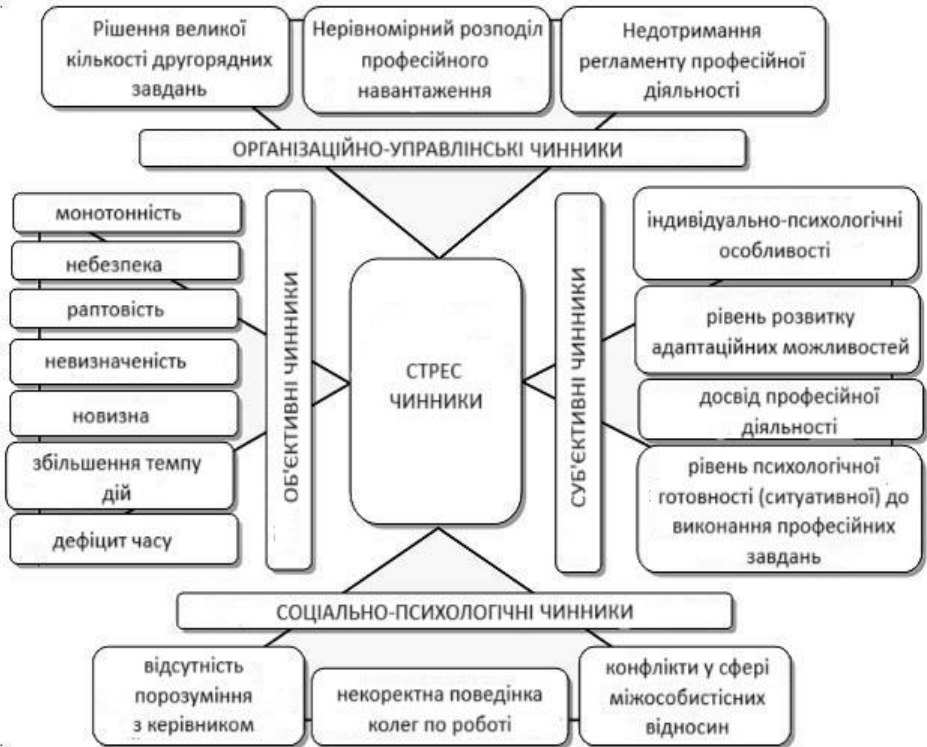 Рішення великої
кількості другорядних
завдань
Нерівномірний розподіл
професійного
навантаження
Недотримання
регламенту професійної
діяльності
ОРГАНІЗАЦІЙНО-УПРАВЛІНСЬКІ ЧИННИКИ
монотонність
небезпека
раптовість
невизначеність
новизна
збільшення темпу
дій
дефіцит часу
ОБ'ЄКТИВНІ ЧИННИКИ
СТРЕС
ЧИННИКИ
СУБ'ЄКТИВНІ ЧИННИКИ
індивідуально-психологічні
особливості
рівень розвитку
адаптаційних можливостей
досвід професійної
діяльності
рівень психологічної
готовності (ситуативної) до
виконання професійних
завдань
СОЦІАЛЬНО-ПСИХОЛОГІЧНІ ЧИННИКИ
відсутність
порозуміння
з керівником
некоректна поведінка
колег по роботі
конфлікти у сфері
міжособистісних
відносин